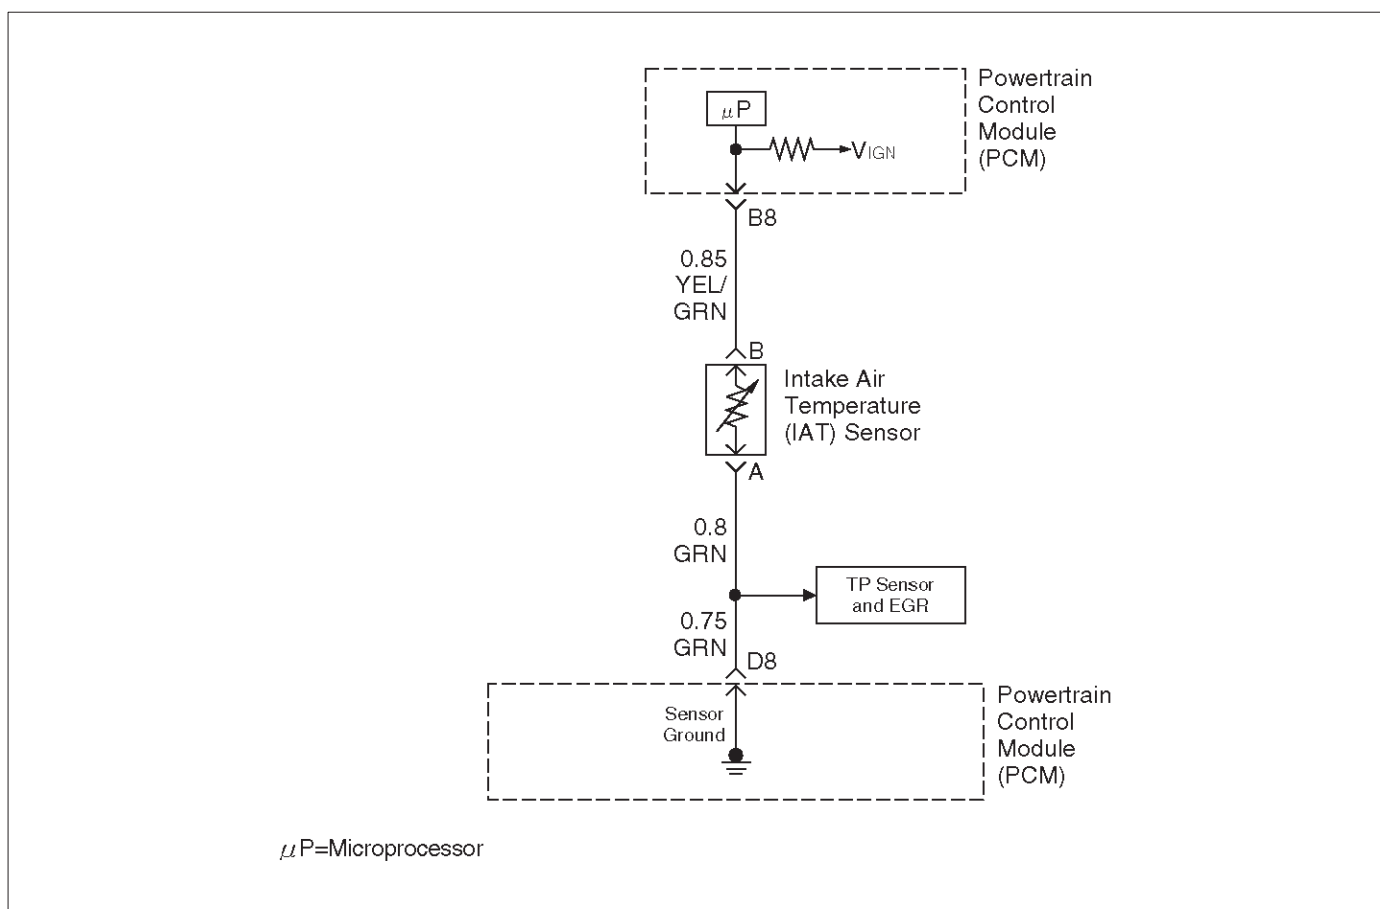 Powertrain
Control
Module
(PCM)
μP
VIGN
B8
0.85
YEL/
GRN
B
Intake Air
Temperature
(IAT) Sensor
A
0.8
GRN
TP Sensor
and EGR
0.75
GRN
D8
Sensor
Ground
Powertrain
Control
Module
(PCM)
μP=Microprocessor